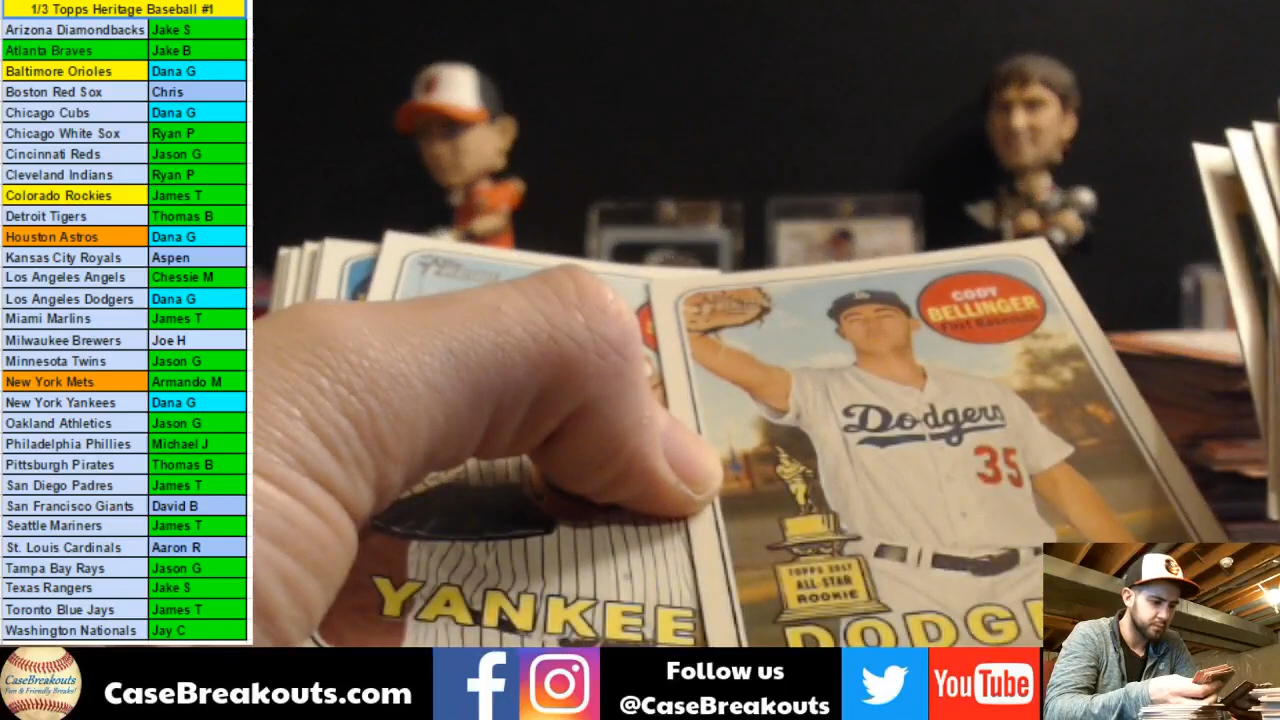 1/3 Topps Heritage Baseball #1
Arizona Diamondbacks Jake S
Atlanta Braves Jake B
Baltimore Orioles Dana G
Boston Red Sox Chris
Chicago Cubs Dana G
Chicago White Sox Ryan P
Cincinnati Reds Jason G
Cleveland Indians Ryan P
Colorado Rockies James T
Detroit Tigers Thomas B
Houston Astros Dana G
Kansas City Royals Aspen
Los Angeles Angels Chessie M
Los Angeles Dodgers Dana G
Miami Marlins James T
Milwaukee Brewers Joe H
Minnesota Twins Jason G
New York Mets Armando M
New York Yankees Dana G
Oakland Athletics Jason G
Philadelphia Phillies Michael J
Pittsburgh Pirates Thomas B
San Diego Padres James T
San Francisco Giants David B
Seattle Mariners James T
St. Louis Cardinals Aaron R
Tampa Bay Rays Jason G
Texas Rangers Jake S
Toronto Blue Jays James T
Washington Nationals Jay C
CODY
BELLINGER
First Baseman
Dodgers
35
TOPPS 2017
ALL-STAR
ROOKIE
YANKEE
DODG
CaseBreakouts
Fun & Friendly Breaks!
CaseBreakouts.com
Follow us
@CaseBreakouts
YouTube